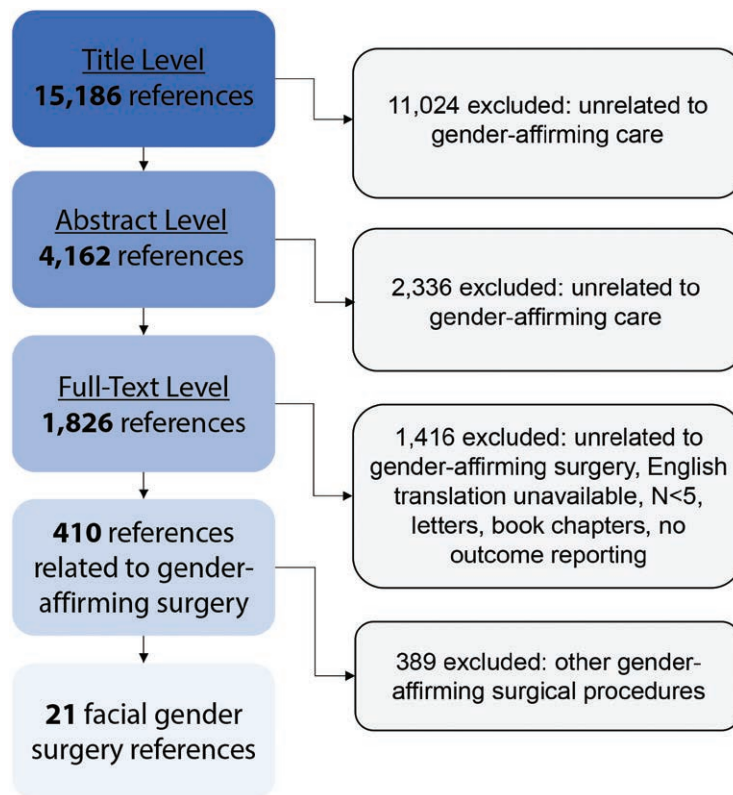 Title Level
15,186 references
11,024 excluded: unrelated to
gender-affirming care
Abstract Level
4,162 references
2,336 excluded: unrelated to
gender-affirming care
Full-Text Level
1,826 references
1,416 excluded: unrelated to
gender-affirming surgery, English
translation unavailable, N<5,
letters, book chapters, no
outcome reporting
410 references
related to gender-
affirming surgery
389 excluded: other gender-
affirming surgical procedures
21 facial gender
surgery references